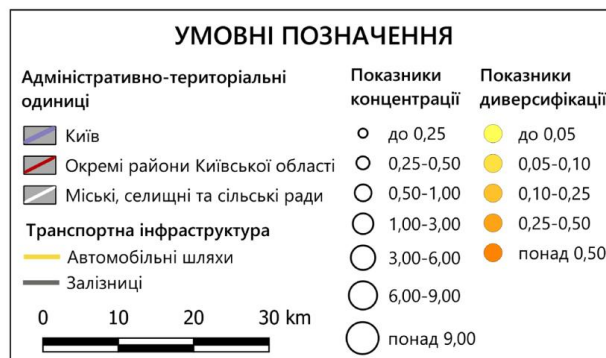 УМОВНІ ПОЗНАЧЕННЯ
Адміністративно-територіальні
одиниці
Київ
Окремі райони Київської області
Міські, селищні та сільські ради
Транспортна інфраструктура
Автомобільні шляхи
Залізниці
0 10 20 30 km
Показники
концентрації
до 0,25
0,25-0,50
0,50-1,00
1,00-3,00
3,00-6,00
6,00-9,00
понад 9,00
Показники
диверсифікації
до 0,05
0,05-0,10
0,10-0,25
0,25-0,50
понад 0,50